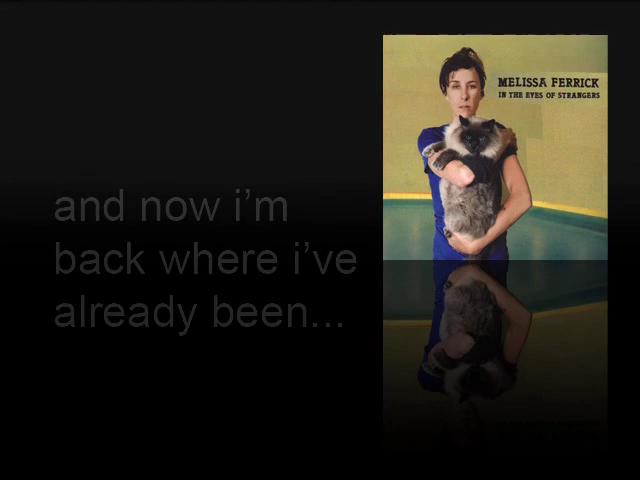 MELISSA FERRICK
IN THE EYES OF STRANGERS
and now i’m
back where i’ve
already been...